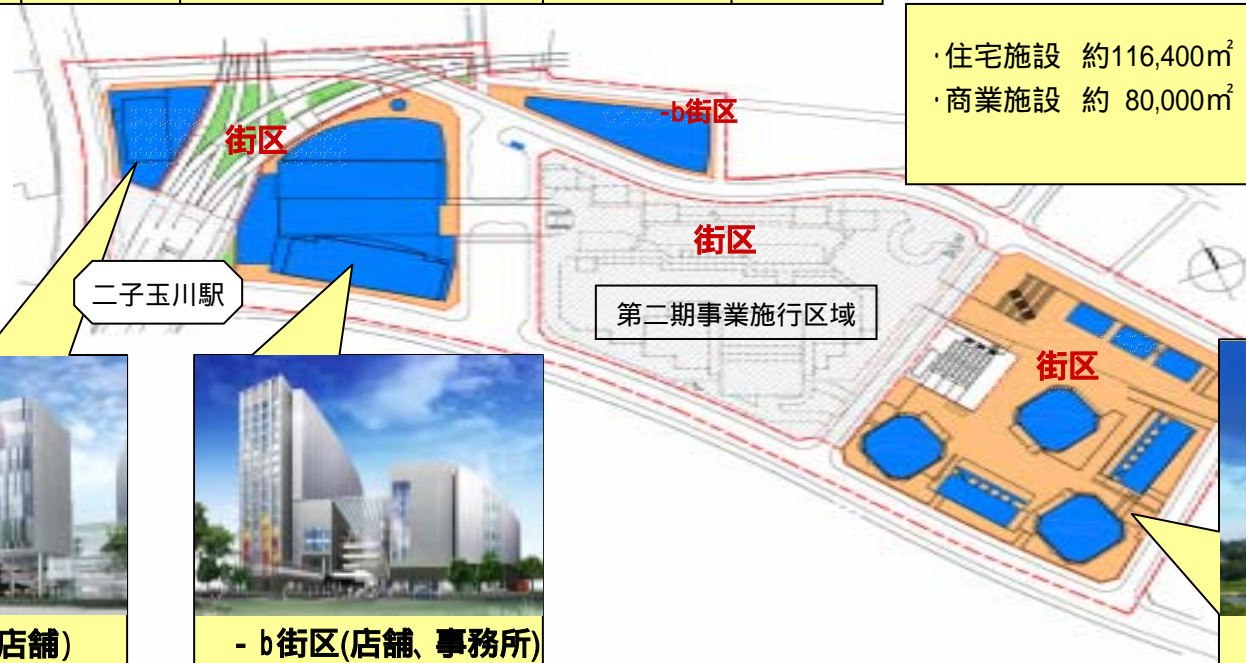 ・住宅施設 約116,400㎡
・商業施設 約 80,000㎡
-b街区
街区
街区
二子玉川駅
第二期事業施行区域
街区
店舗)
- b街区(店舗、事務所)